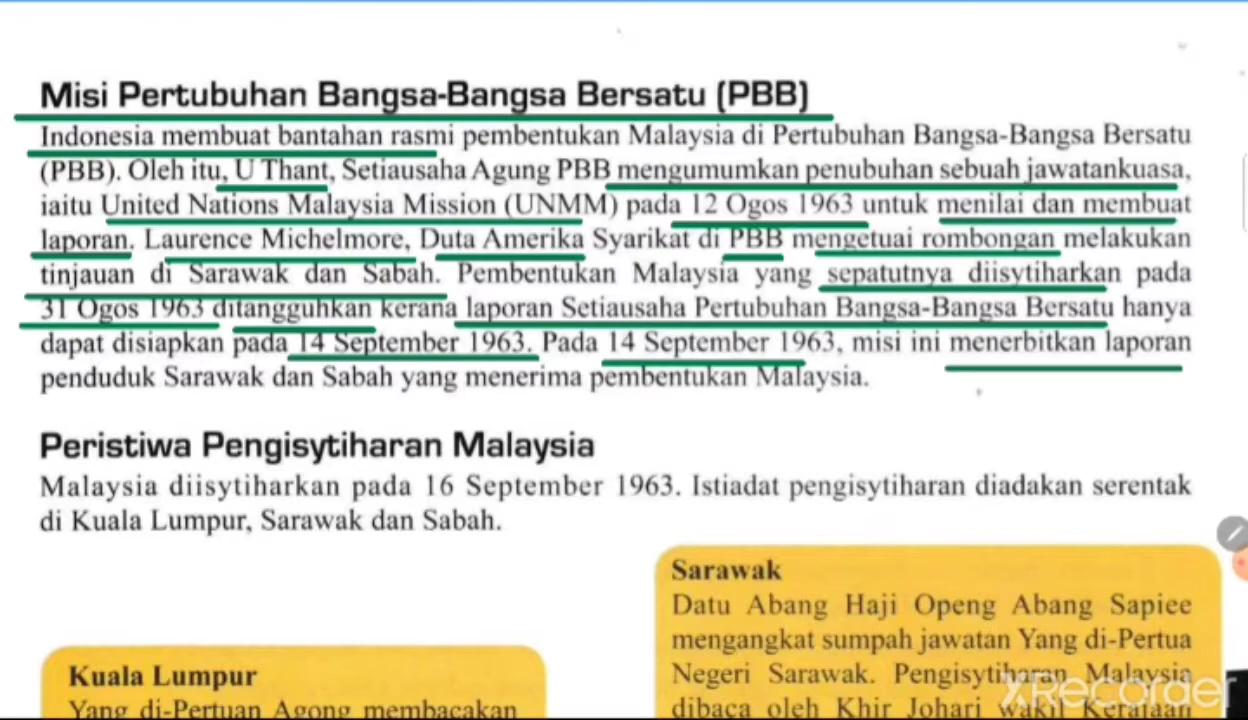 Misi Pertubuhan Bangsa-Bangsa Bersatu (PBB)
Indonesia membuat bantahan rasmi pembentukan Malaysia di Pertubuhan Bangsa-Bangsa Bersatu
(PBB). Oleh itu, U Thant, Setiausaha Agung PBB mengumumkan penubuhan sebuah jawatankuasa,
iaitu United Nations Malaysia Mission (UNMM) pada 12 Ogos 1963 untuk menilai dan membuat
laporan. Laurence Michelmore, Duta Amerika Syarikat di PBB mengetuai rombongan melakukan
tinjauan di Sarawak dan Sabah. Pembentukan Malaysia yang sepatutnya diisytiharkan pada
31 Ogos 1963 ditangguhkan kerana laporan Setiausaha Pertubuhan Bangsa-Bangsa Bersatu hanya
dapat disiapkan pada 14 September 1963. Pada 14 September 1963, misi ini menerbitkan laporan
penduduk Sarawak dan Sabah yang menerima pembentukan Malaysia.
Peristiwa Pengisytiharan Malaysia
Malaysia diisytiharkan pada 16 September 1963. Istiadat pengisytiharan diadakan serentak
di Kuala Lumpur, Sarawak dan Sabah.
Sarawak
Datu Abang Haji Openg Abang Sapiee
mengangkat sumpah jawatan Yang di-Pertua
Negeri Sarawak. Pengisytiharan Malaysia
dibaca oleh Khir Johari wakil Kerajaan
Kuala Lumpur
Yang di-Pertuan Agong membacakan
XRecorder